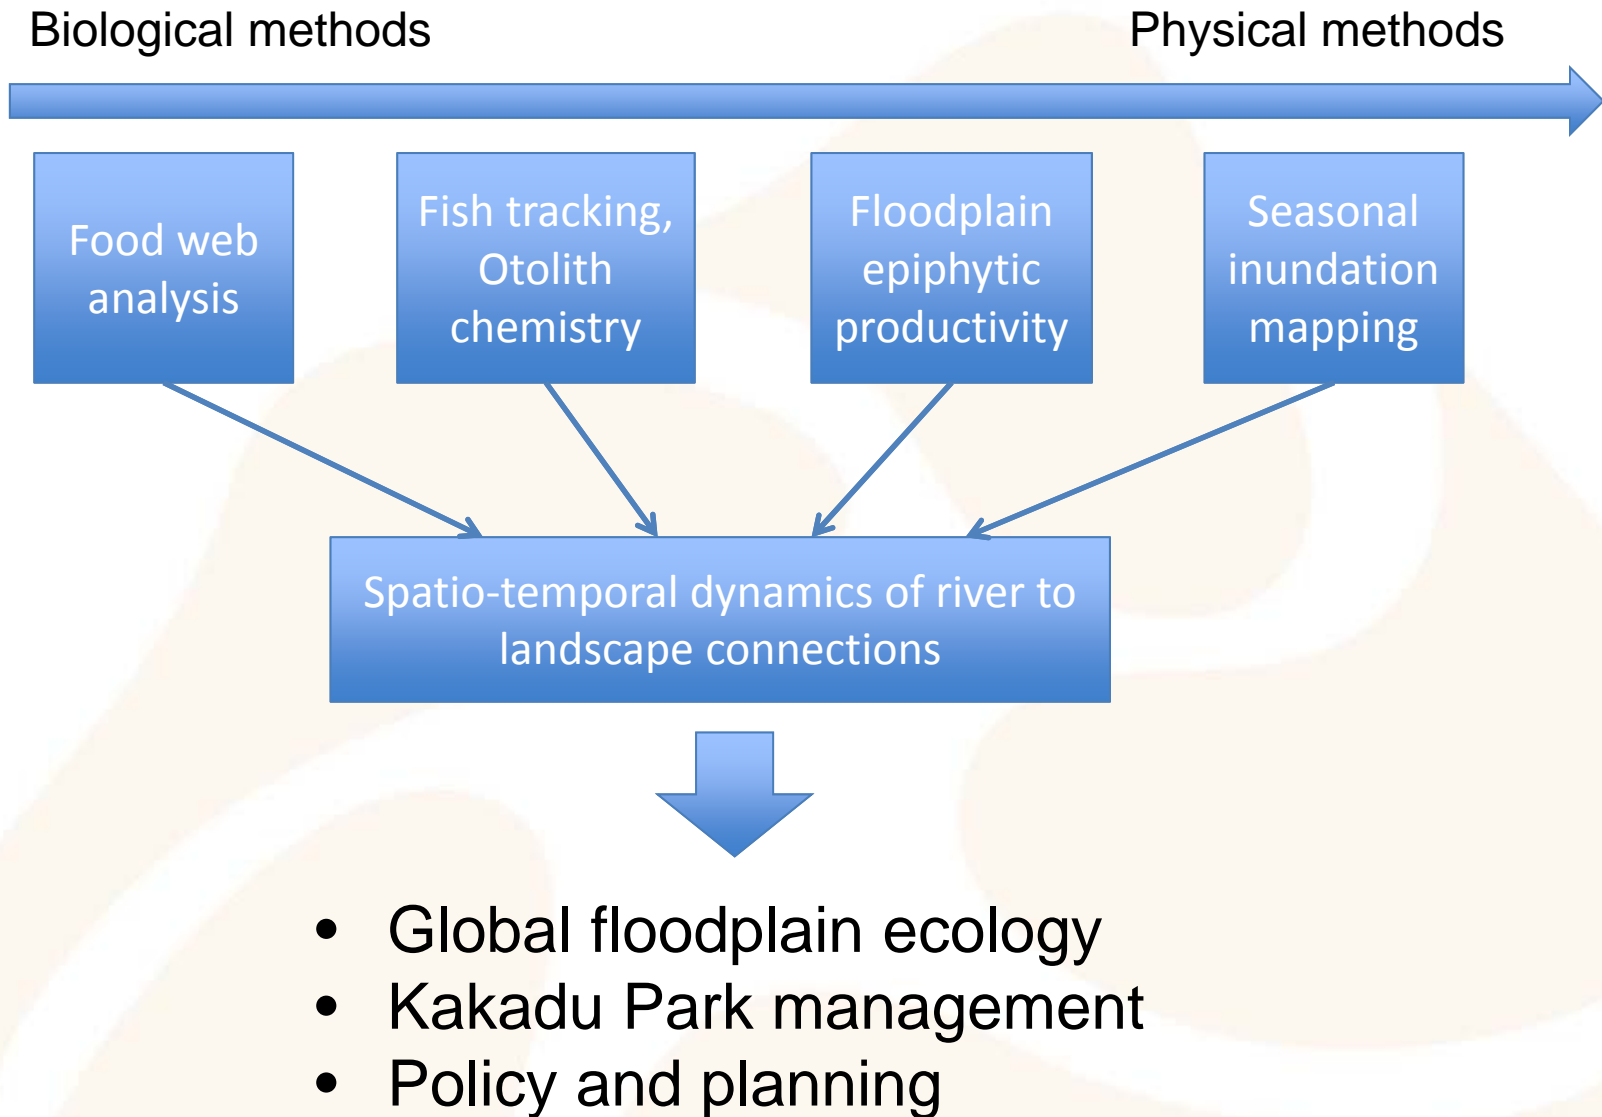 Biological methods
Physical methods
Food web
analysis
Fish tracking,
Otolith
chemistry
Floodplain
epiphytic
productivity
Seasonal
inundation
mapping
Spatio-temporal dynamics of river to
landscape connections
• Global floodplain ecology
• Kakadu Park management
• Policy and planning